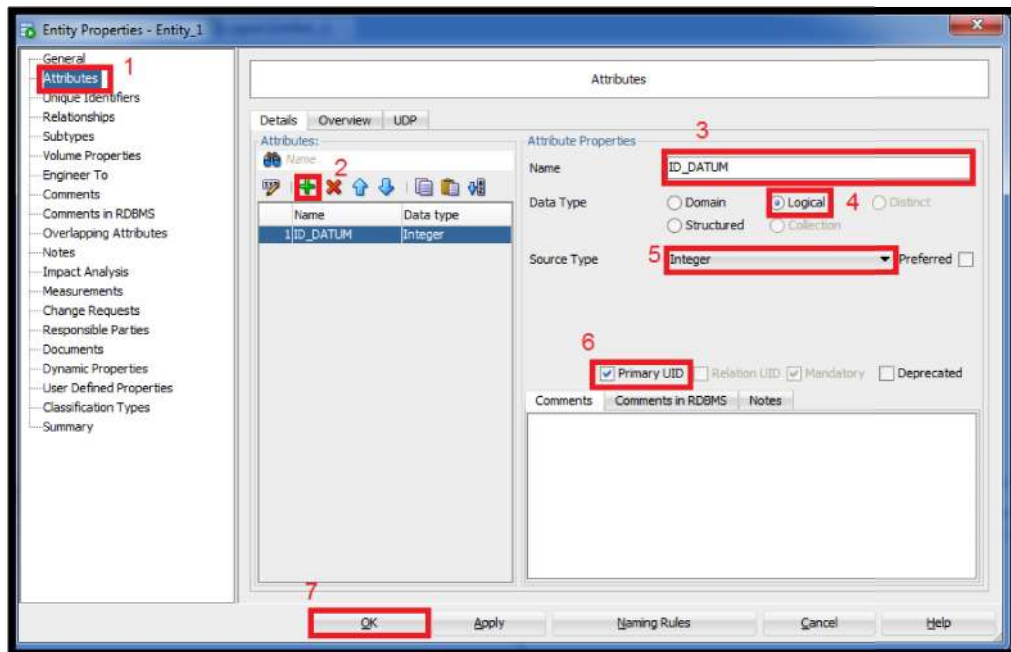 Entity Properties - Entity_1
General
Attributes
1
Unique Identifiers
Relationships
Subtypes
Volume Properties
Engineer To
Comments
Comments in RDBMS
Overlapping Attributes
Notes
Impact Analysis
Measurements
Change Requests
Responsible Parties
Documents
Dynamic Properties
User Defined Properties
Classification Types
Summary
Attributes
Details Overview UDP
Attributes:
Name
2
Name Data type
1 ID_DATUM Integer
Attribute Properties
3
Name ID_DATUM
Data Type Domain Logical 4 Distinct
Structured Collection
Source Type 5 Integer Preferred
6
Primary UID Relation UID Mandatory Deprecated
Comments Comments in RDBMS Notes
7
OK Apply Naming Rules Cancel Help